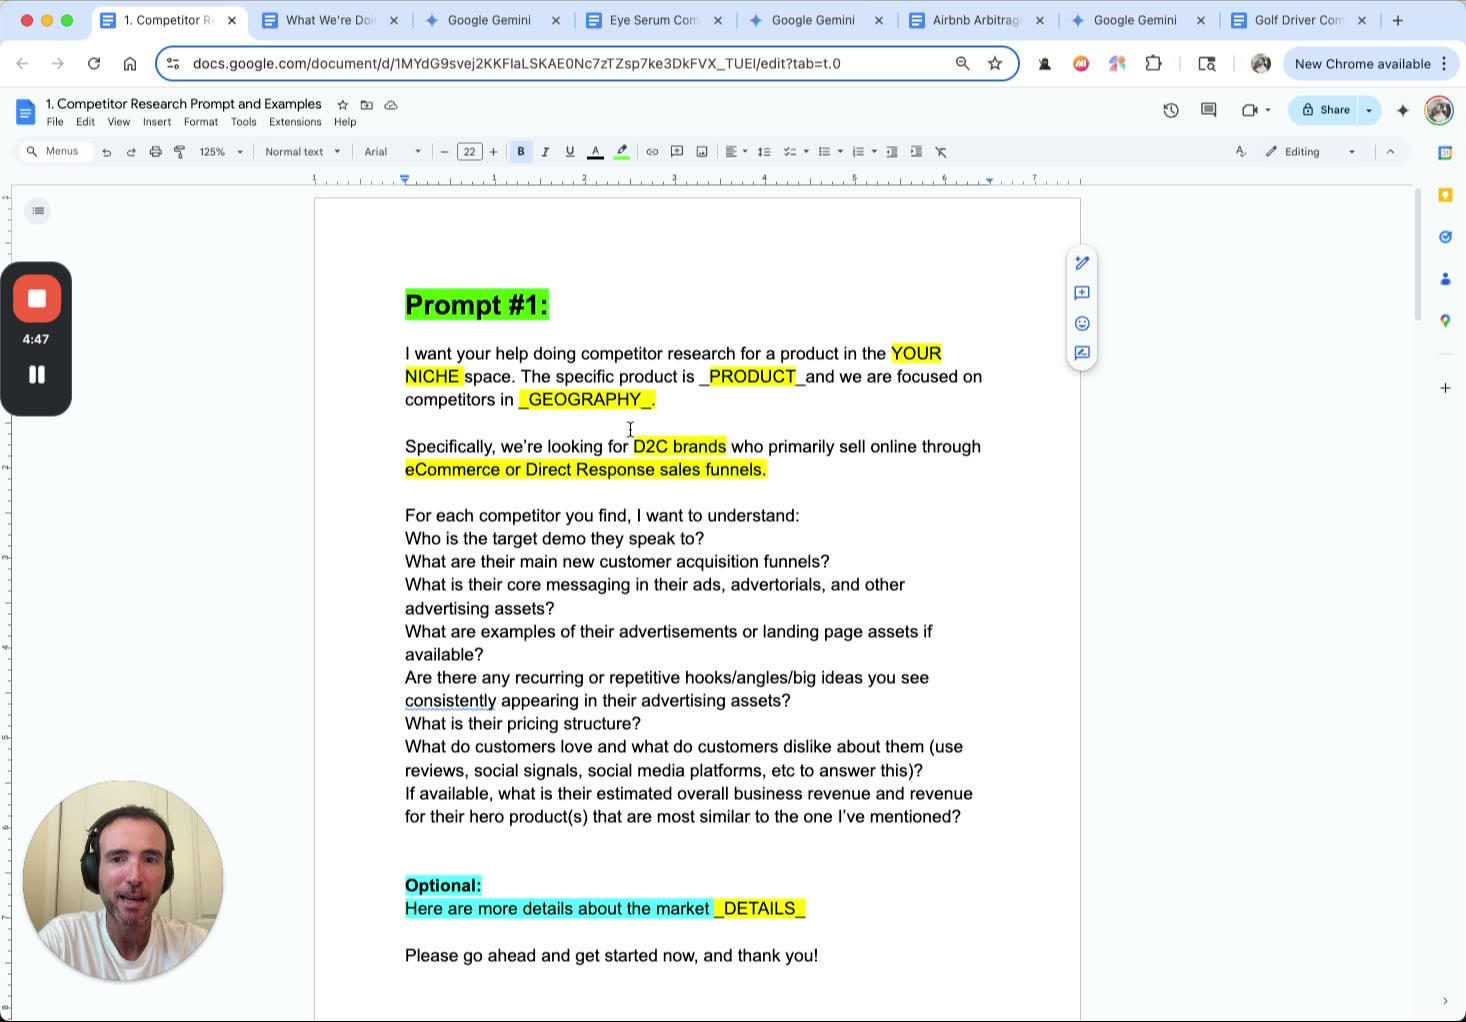 1. Competitor R
What We're Doi
Google Gemini
Eye Serum Com
Google Gemini
Airbnb Arbitrag
Google Gemini
Golf Driver Com
docs.google.com/document/d/1MYdG9svej2KKFlaLSKAE0Nc7zTZsp7ke3DkFVX_TUEI/edit?tab=t.0
New Chrome available
1. Competitor Research Prompt and Examples
File Edit View Insert Format Tools Extensions Help
Share
Menus 125% Normal text Arial 22 B I U A Editing
1 1 2 3 4 5 6 7
4:47
Prompt #1:
I want your help doing competitor research for a product in the YOUR
NICHE space. The specific product is _PRODUCT_and we are focused on
competitors in _GEOGRAPHY_.
Specifically, we're looking for D2C brands who primarily sell online through
eCommerce or Direct Response sales funnels.
For each competitor you find, I want to understand:
Who is the target demo they speak to?
What are their main new customer acquisition funnels?
What is their core messaging in their ads, advertorials, and other
advertising assets?
What are examples of their advertisements or landing page assets if
available?
Are there any recurring or repetitive hooks/angles/big ideas you see
consistently appearing in their advertising assets?
What is their pricing structure?
What do customers love and what do customers dislike about them (use
reviews, social signals, social media platforms, etc to answer this)?
If available, what is their estimated overall business revenue and revenue
for their hero product(s) that are most similar to the one I've mentioned?
Optional:
Here are more details about the market _DETAILS_
Please go ahead and get started now, and thank you!